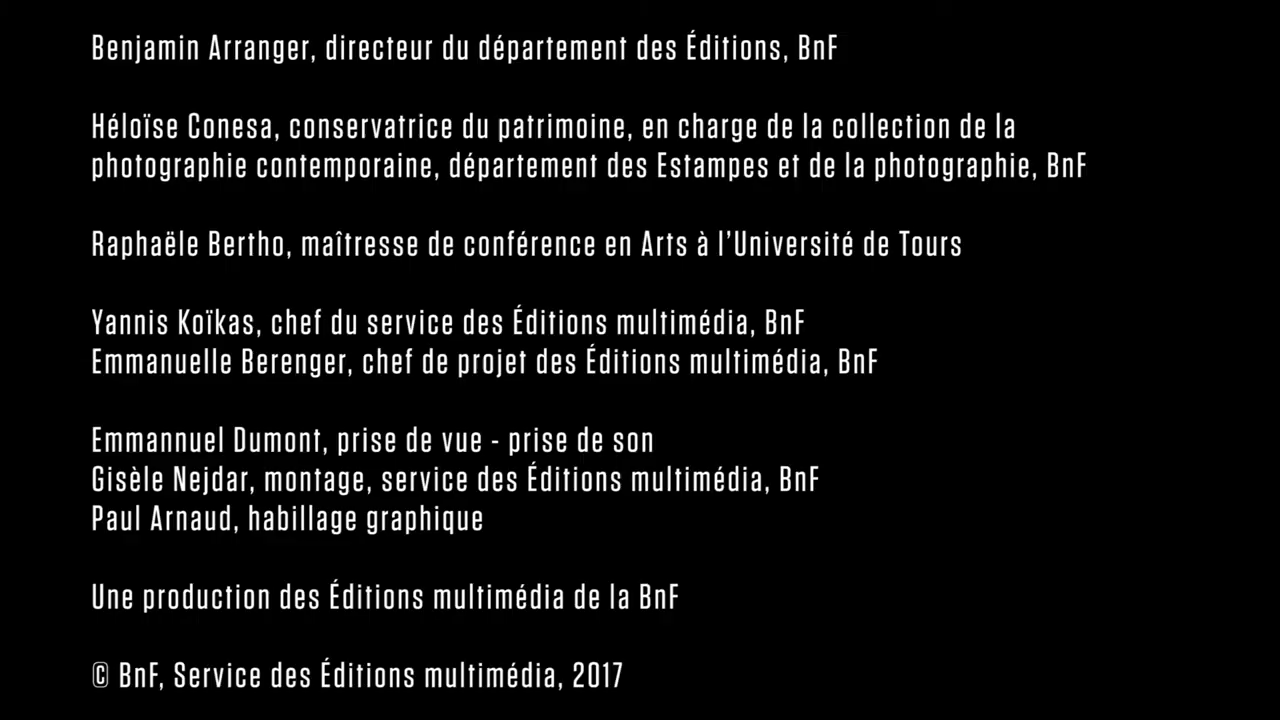 Benjamin Arranger, directeur du département des Éditions, BnF
Héloïse Conesa, conservatrice du patrimoine, en charge de la collection de la
photographie contemporaine, département des Estampes et de la photographie, BnF
Raphaële Bertho, maîtresse de conférence en Arts à l’Université de Tours
Yannis Koïkas, chef du service des Éditions multimédia, BnF
Emmanuelle Berenger, chef de projet des Éditions multimédia, BnF
Emmannuel Dumont, prise de vue - prise de son
Gisèle Nejdar, montage, service des Éditions multimédia, BnF
Paul Arnaud, habillage graphique
Une production des Éditions multimédia de la BnF
© BnF, Service des Éditions multimédia, 2017